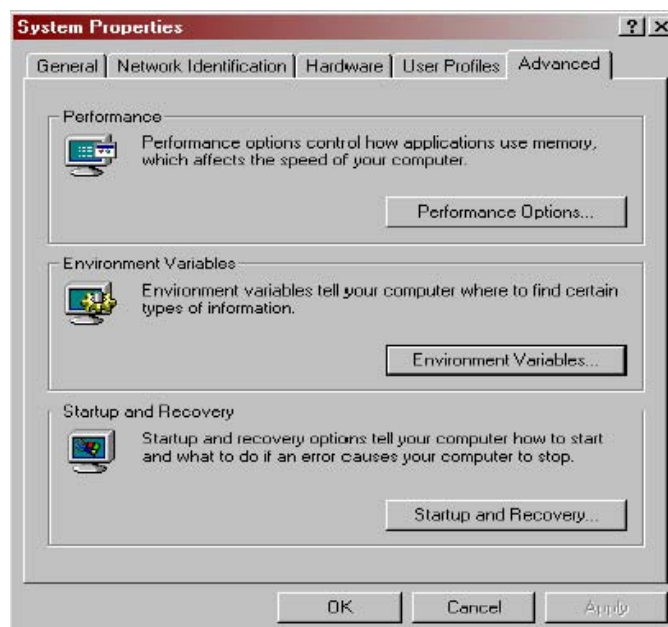 System Properties
General
Network Identification
Hardware
User Profiles
Advanced
Performance
Performance options control how applications use memory,
which affects the speed of your computer.
Performance Options...
Environment Variables
Environment variables tell your computer where to find certain
types of information.
Environment Variables...
Startup and Recovery
Startup and recovery options tell your computer how to start
and what to do if an error causes your computer to stop.
Startup and Recovery...
OK
Cancel
Apply